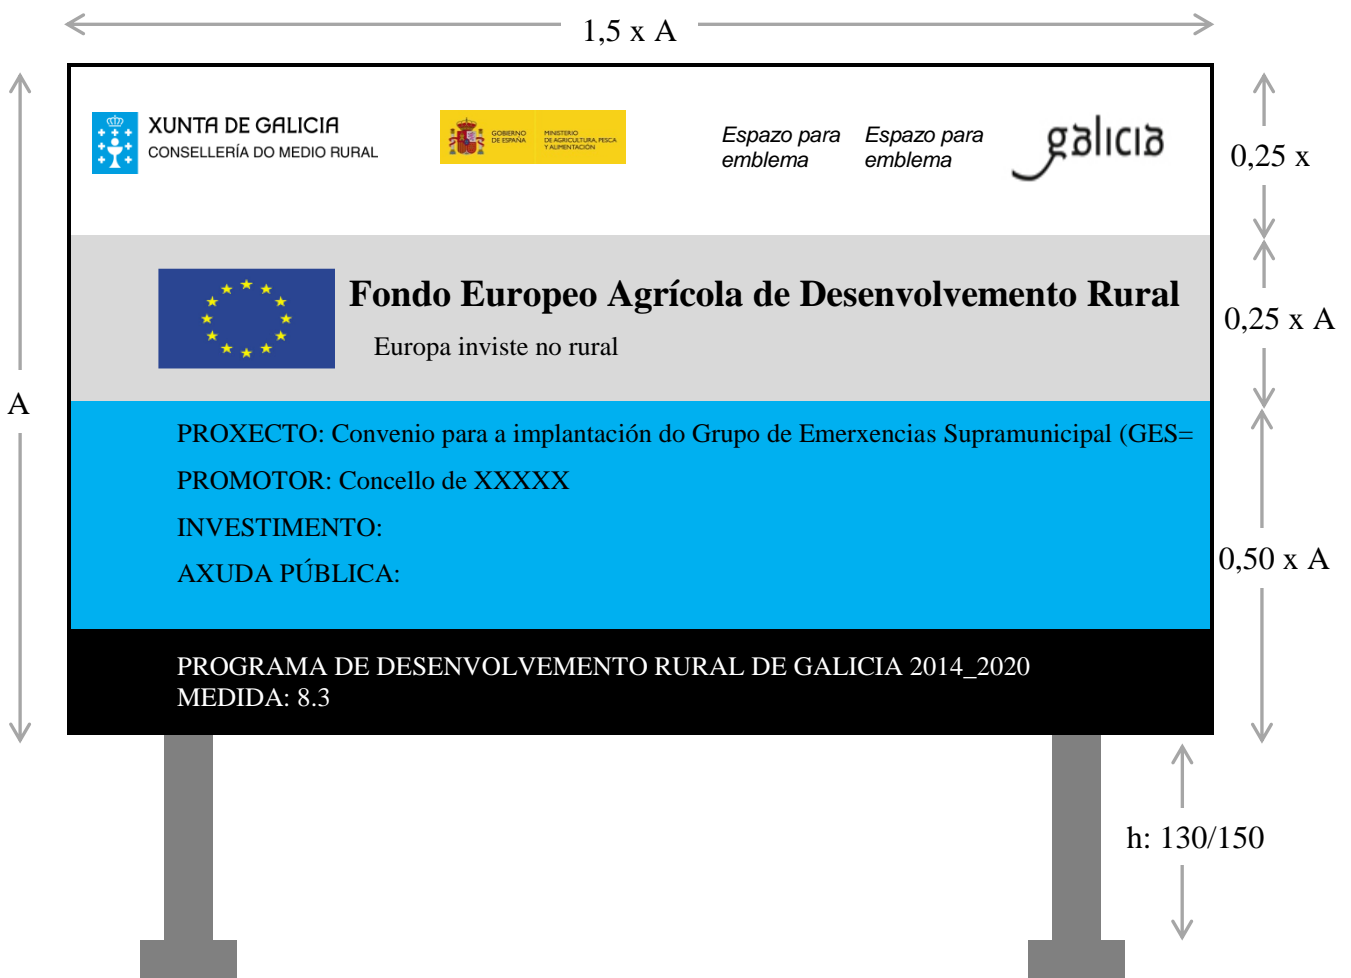 1,5 x A
XUNTA DE GALICIA
CONSELLERÍA DO MEDIO RURAL
GOBIERNO
DE ESPAÑA
MINISTERIO
DE AGRICULTURA, PESCA
Y ALIMENTACIÓN
Espazo para
emblema
Espazo para
emblema
galicia
0,25 x
Fondo Europeo Agrícola de Desenvolvemento Rural
Europa inviste no rural
0,25 x A
A
PROXECTO: Convenio para a implantación do Grupo de Emerxencias Supramunicipal (GES=
PROMOTOR: Concello de XXXXX
INVESTIMENTO:
AXUDA PÚBLICA:
0,50 x A
PROGRAMA DE DESENVOLVEMENTO RURAL DE GALICIA 2014_2020
MEDIDA: 8.3
h: 130/150